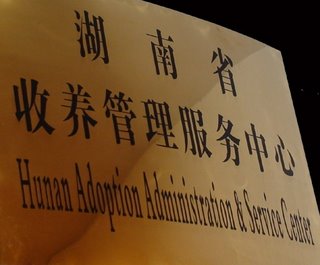 湖南省
收养管理服务中心
Hunan Adoption Administration & Service Center